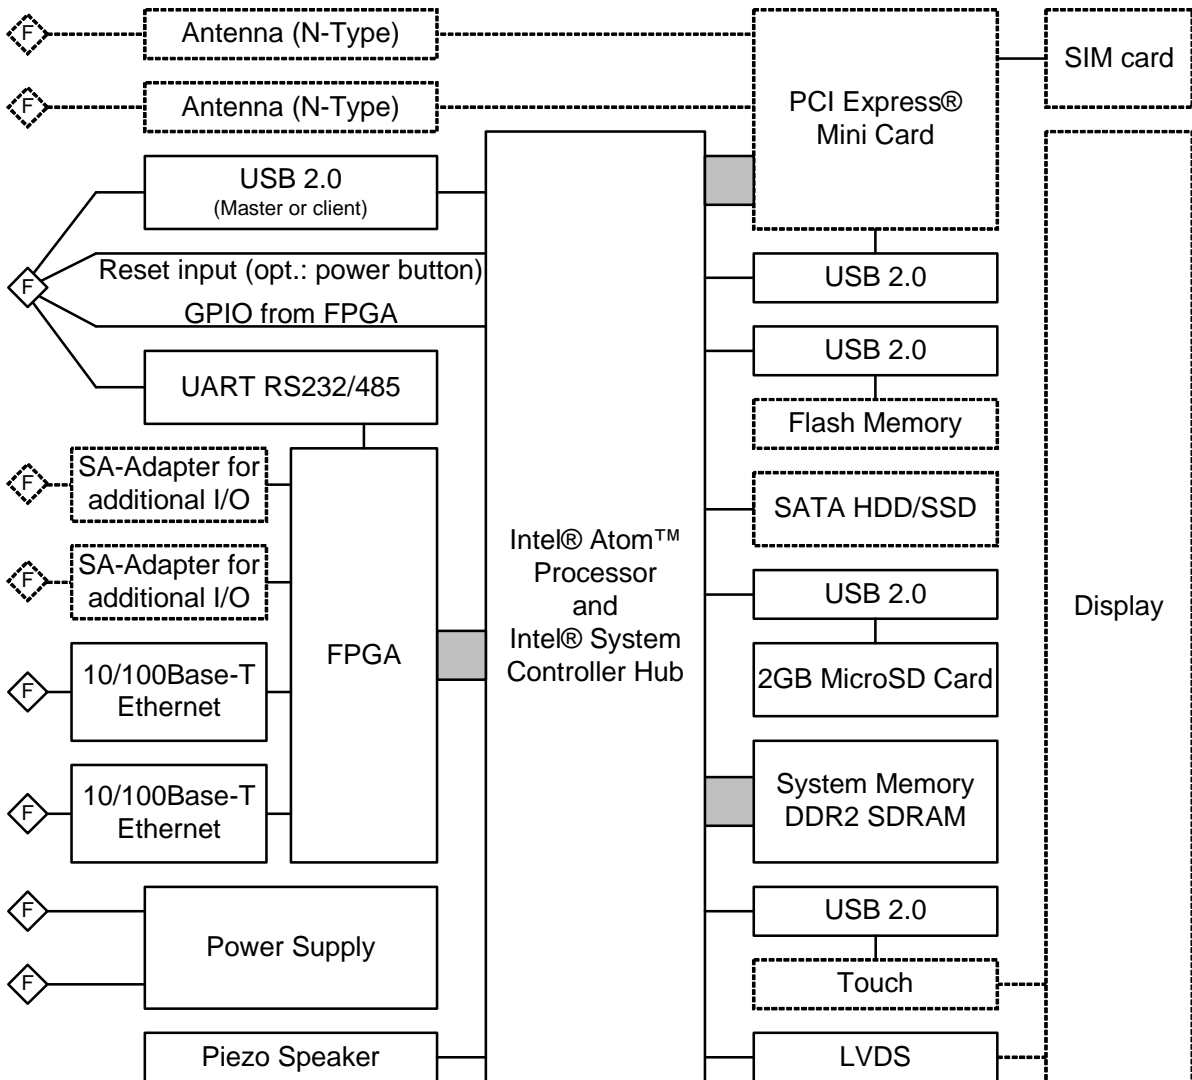 F
Antenna (N-Type)
SIM card
F
Antenna (N-Type)
PCI Express®
Mini Card
USB 2.0
(Master or client)
F
Reset input (opt.: power button)
GPIO from FPGA
USB 2.0
USB 2.0
UART RS232/485
Flash Memory
F
SA-Adapter for
additional I/O
SATA HDD/SSD
F
SA-Adapter for
additional I/O
FPGA
Intel® Atom™
Processor
and
Intel® System
Controller Hub
USB 2.0
2GB MicroSD Card
Display
F
10/100Base-T
Ethernet
F
10/100Base-T
Ethernet
System Memory
DDR2 SDRAM
F
F
Power Supply
USB 2.0
Touch
Piezo Speaker
LVDS